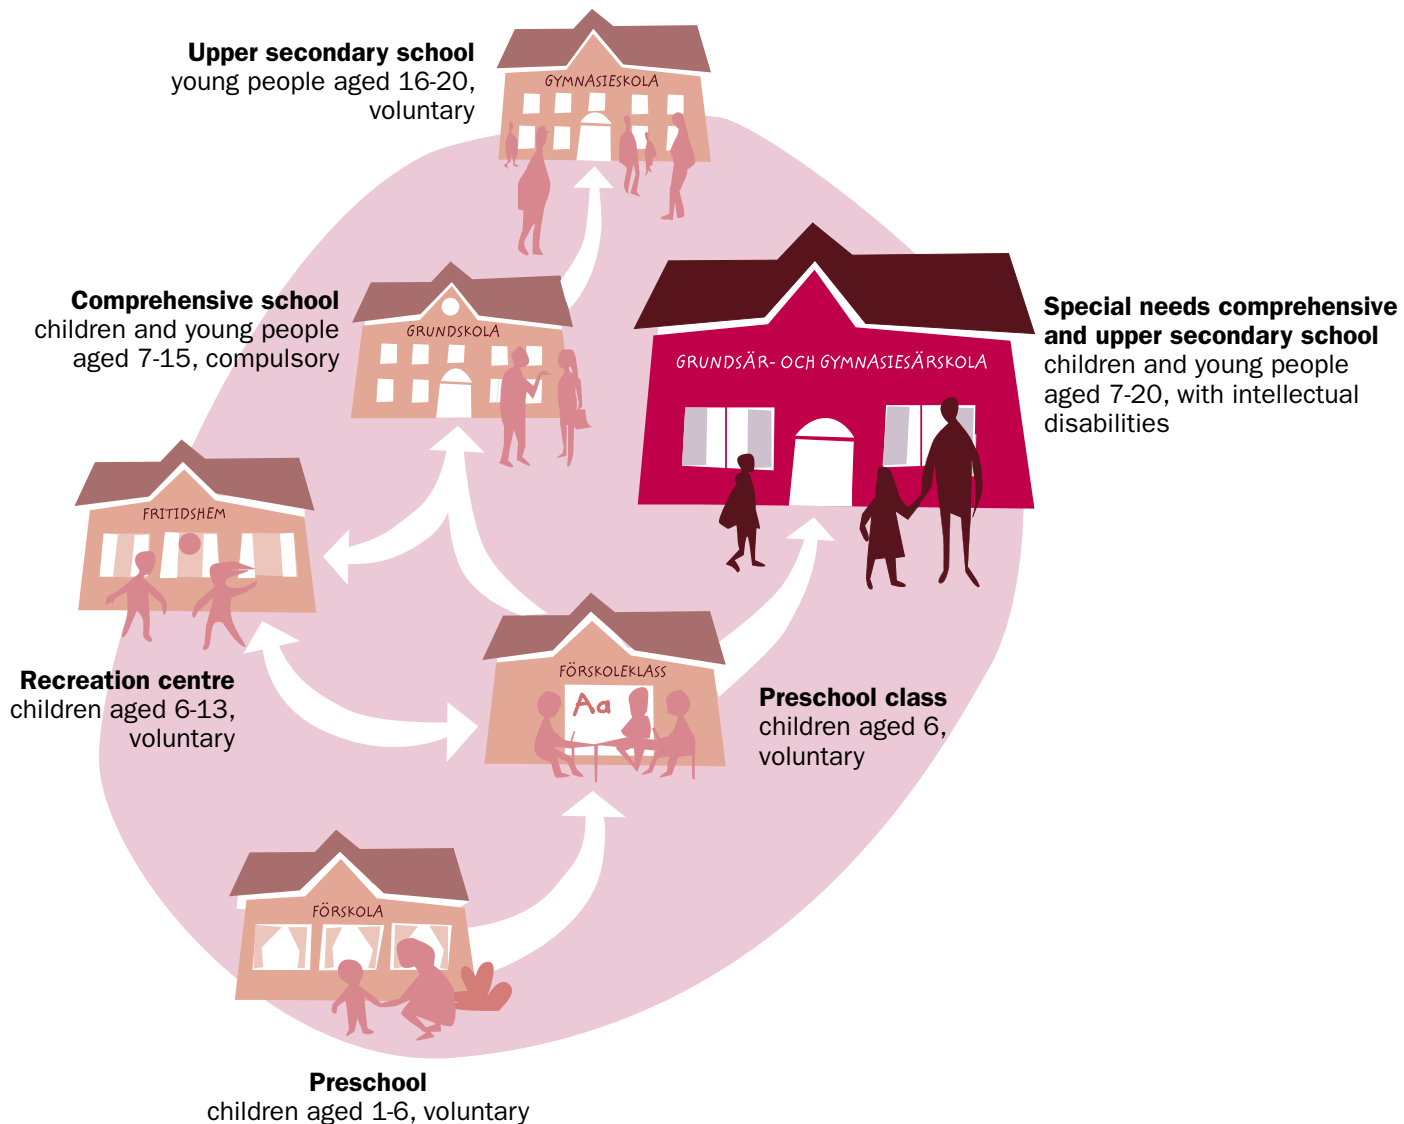 Upper secondary school
young people aged 16-20,
voluntary
GYMNASIESKOLA
Comprehensive school
children and young people
aged 7-15, compulsory
GRUNDSKOLA
Special needs comprehensive
and upper secondary school
children and young people
aged 7-20, with intellectual
disabilities
GRUNDSÄR- OCH GYMNASIESÄRSKOLA
FRITIDSHEM
Recreation centre
children aged 6-13,
voluntary
FÖRSKOLEKLASS
Aa
Preschool class
children aged 6,
voluntary
FÖRSKOLA
Preschool
children aged 1-6, voluntary